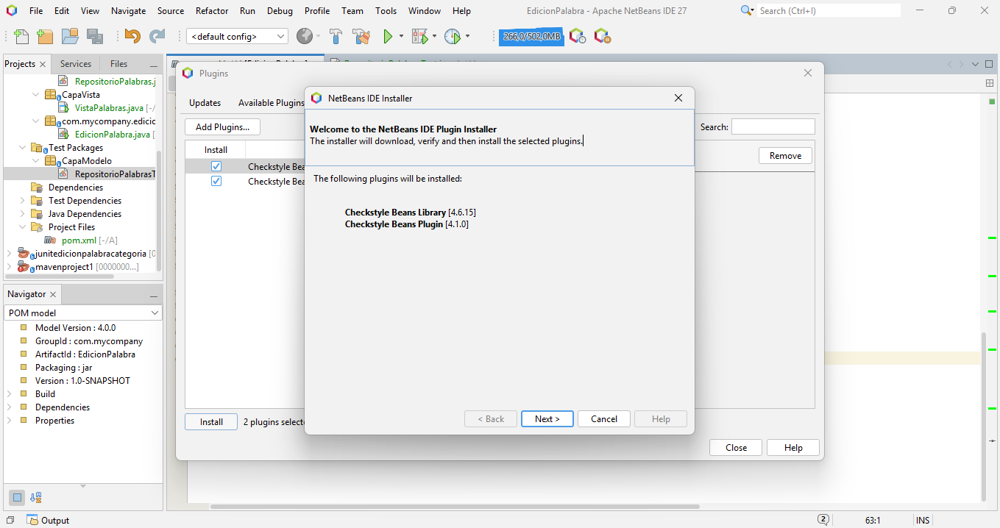 File Edit View Navigate Source Refactor Run Debug Profile Team Tools Window Help
EdicionPalabra - Apache NetBeans IDE 27
Search (Ctrl+I)
<default config>
266,0/502,0MB
Projects
Services
Files
RepositorioPalabras.j
CapaVista
VistaPalabras.java [-/
com.mycompany.edicic
EdicionPalabra.java [
Test Packages
CapaModelo
RepositorioPalabrasT
Dependencies
Test Dependencies
Java Dependencies
Project Files
pom.xml [-/A]
junitedicionpalabracategoria [0
mavenproject1 [0000000...]
Navigator
POM model
Model Version : 4.0.0
GroupId : com.mycompany
ArtifactId : EdicionPalabra
Packaging : jar
Version : 1.0-SNAPSHOT
Build
Dependencies
Properties
Output
Plugins
Updates
Available Plugins
Add Plugins...
Search:
Install
Checkstyle Bea
Checkstyle Bea
Remove
Install
2 plugins selecte
Close
Help
NetBeans IDE Installer
Welcome to the NetBeans IDE Plugin Installer
The installer will download, verify and then install the selected plugins.
The following plugins will be installed:
Checkstyle Beans Library [4.6.15]
Checkstyle Beans Plugin [4.1.0]
< Back
Next >
Cancel
Help
2
63:1
INS